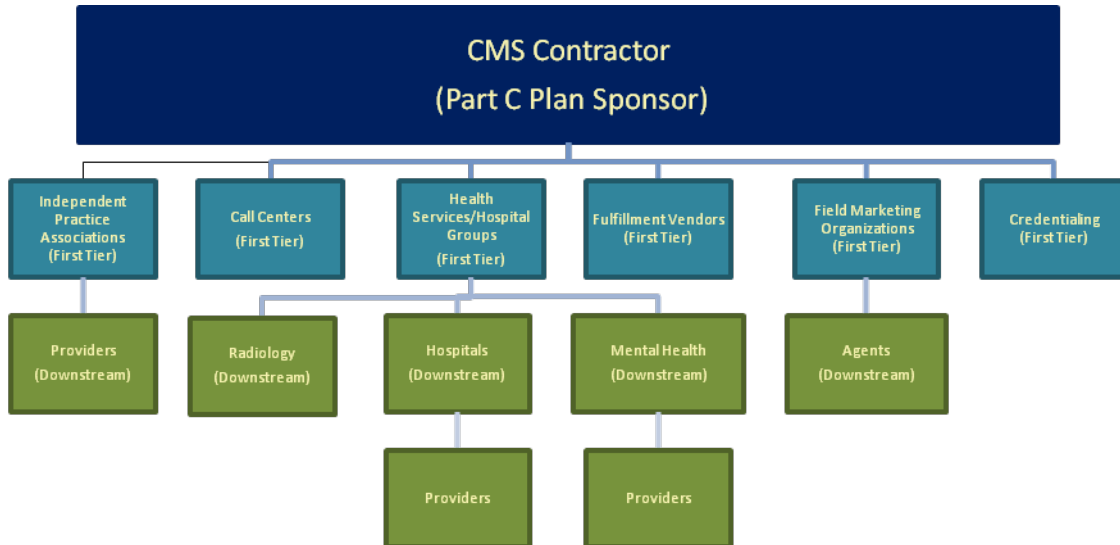 CMS Contractor
(Part C Plan Sponsor)
Independent
Practice
Associations
(First Tier)
Call Centers
(First Tier)
Health
Services/Hospital
Groups
(First Tier)
Fulfillment Vendors
(First Tier)
Field Marketing
Organizations
(First Tier)
Credentialing
(First Tier)
Providers
(Downstream)
Radiology
(Downstream)
Hospitals
(Downstream)
Mental Health
(Downstream)
Agents
(Downstream)
Providers
Providers